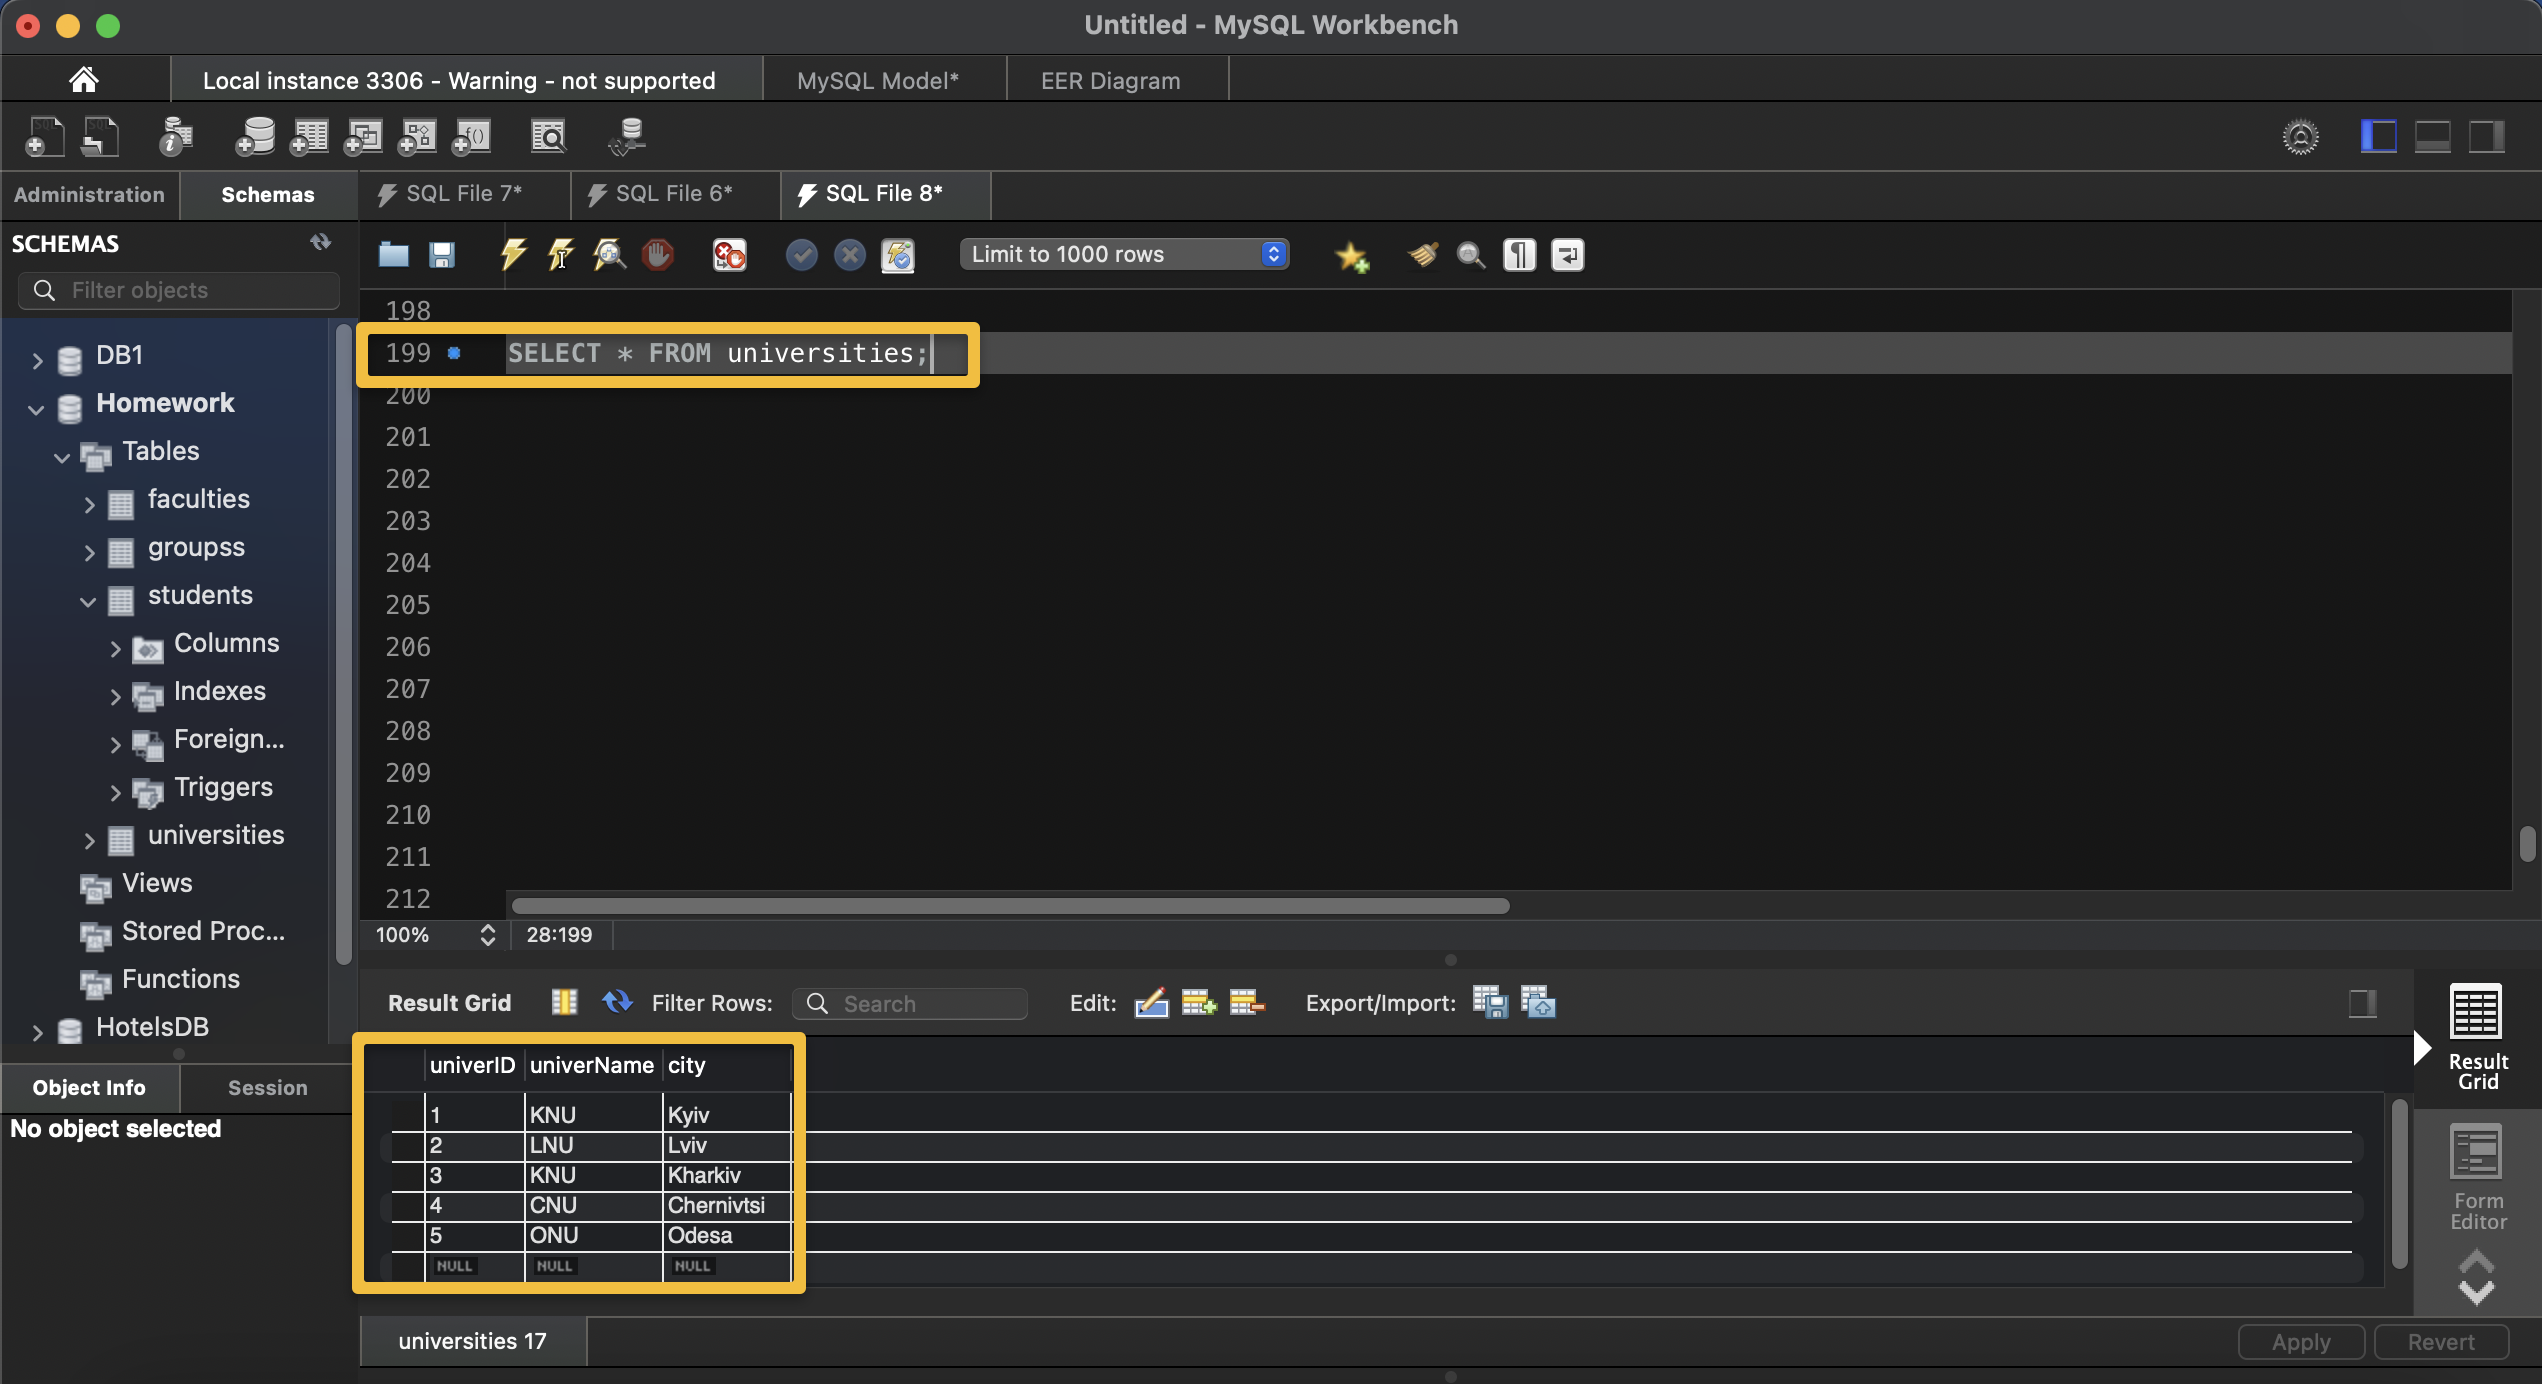 Untitled - MySQL Workbench
Local instance 3306 - Warning - not supported
MySQL Model*
EER Diagram
Administration
Schemas
SQL File 7*
SQL File 6*
SQL File 8*
SCHEMAS
Filter objects
Limit to 1000 rows
DB1
Homework
Tables
faculties
groupss
students
Columns
Indexes
Foreign...
Triggers
universities
Views
Stored Proc...
Functions
HotelsDB
198
199 SELECT * FROM universities;
200
201
202
203
204
205
206
207
208
209
210
211
212
100%
28:199
Result Grid
Filter Rows:
Search
Edit:
Export/Import:
univerID univerName city
1 KNU Kyiv
2 LNU Lviv
3 KNU Kharkiv
4 CNU Chernivtsi
5 ONU Odesa
NULL NULL NULL
Result
Grid
Form
Editor
Object Info
Session
No object selected
universities 17
Apply
Revert